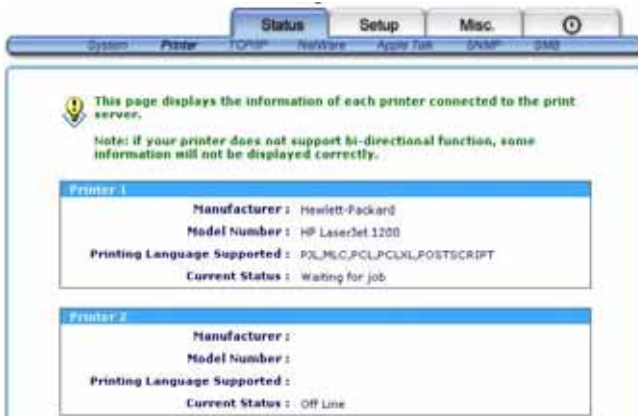 Status Setup Misc.
System Printer TCP/IP NetWare Apple Talk SNMP SMB
This page displays the information of each printer connected to the print
server.
Note: if your printer does not support bi-directional function, some
information will not be displayed correctly.
Printer 1
Manufacturer : Hewlett-Packard
Model Number : HP LaserJet 1200
Printing Language Supported : PJL,MLC,PCL,PCLXL,POSTSCRIPT
Current Status : Waiting for job
Printer 2
Manufacturer :
Model Number :
Printing Language Supported :
Current Status : Off Line